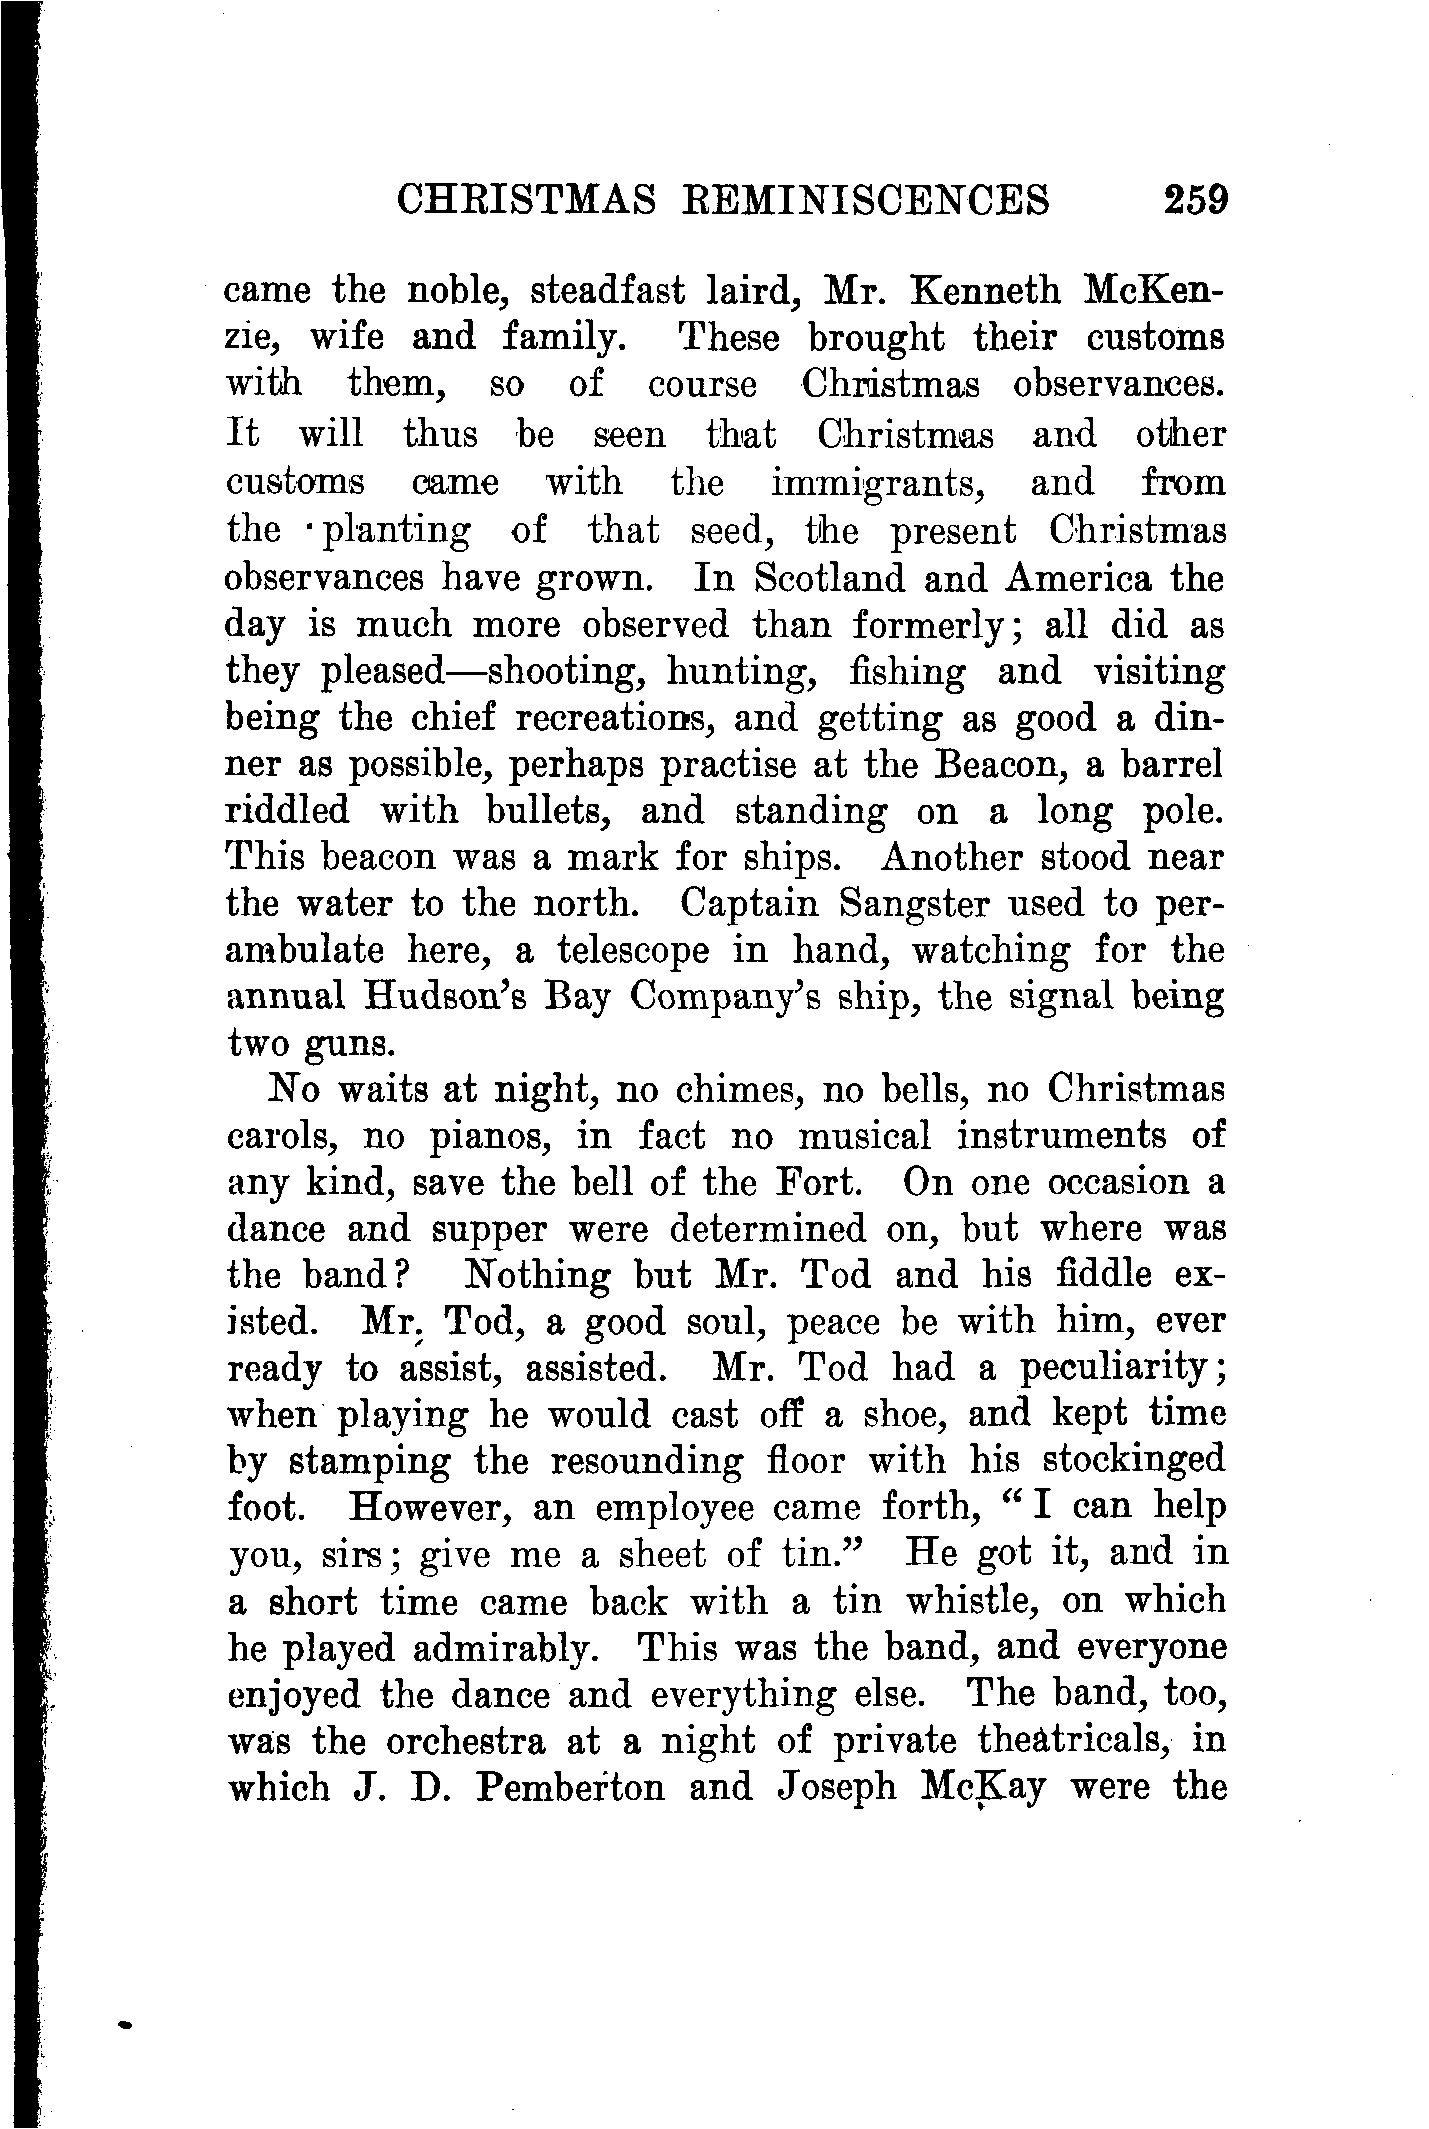 CHRISTMAS REMINISCENCES 259
came the noble, steadfast laird, Mr. Kenneth McKen-
zie, wife and family. These brought their customs
with them, so of course Christmas observances.
It will thus be seen that Christmas and other
customs came with the immigrants, and from
the planting of that seed, the present Christmas
observances have grown. In Scotland and America the
day is much more observed than formerly; all did as
they pleased—shooting, hunting, fishing and visiting
being the chief recreations, and getting as good a din-
ner as possible, perhaps practise at the Beacon, a barrel
riddled with bullets, and standing on a long pole.
This beacon was a mark for ships. Another stood near
the water to the north. Captain Sangster used to per-
ambulate here, a telescope in hand, watching for the
annual Hudson's Bay Company's ship, the signal being
two guns.
No waits at night, no chimes, no bells, no Christmas
carols, no pianos, in fact no musical instruments of
any kind, save the bell of the Fort. On one occasion a
dance and supper were determined on, but where was
the band? Nothing but Mr. Tod and his fiddle ex-
isted. Mr. Tod, a good soul, peace be with him, ever
ready to assist, assisted. Mr. Tod had a peculiarity;
when playing he would cast off a shoe, and kept time
by stamping the resounding floor with his stockinged
foot. However, an employee came forth, "I can help
you, sirs; give me a sheet of tin." He got it, and in
a short time came back with a tin whistle, on which
he played admirably. This was the band, and everyone
enjoyed the dance and everything else. The band, too,
was the orchestra at a night of private theatricals, in
which J. D. Pemberton and Joseph McKay were the